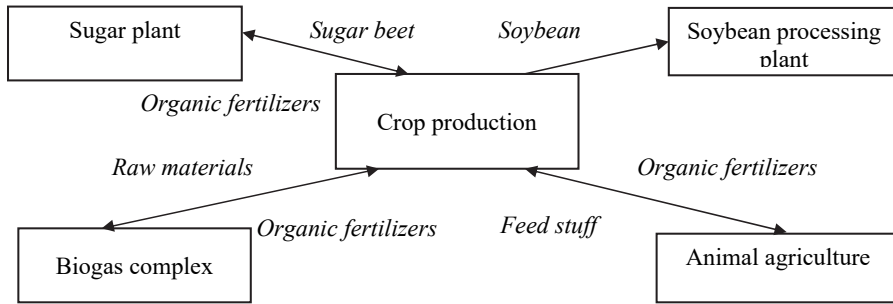 Sugar plant
Sugar beet
Soybean
Soybean processing
plant
Organic fertilizers
Crop production
Raw materials
Organic fertilizers
Organic fertilizers
Feed stuff
Biogas complex
Animal agriculture